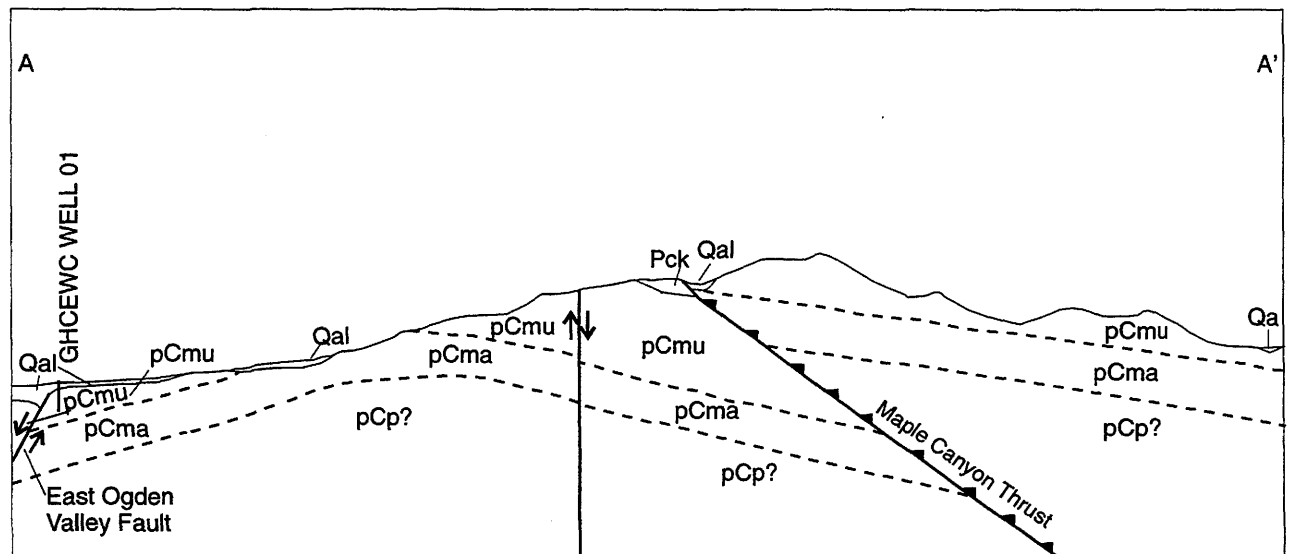 A
A'
GHCEWC WELL 01
Pck
Qal
Qal
pCmu
Qal
pCmu
pCma
pCmu
pCmu
Qa
pCma
pCmu
pCma
pCp?
pCma
pCp?
pCp?
Maple Canyon Thrust
East Ogden
Valley Fault